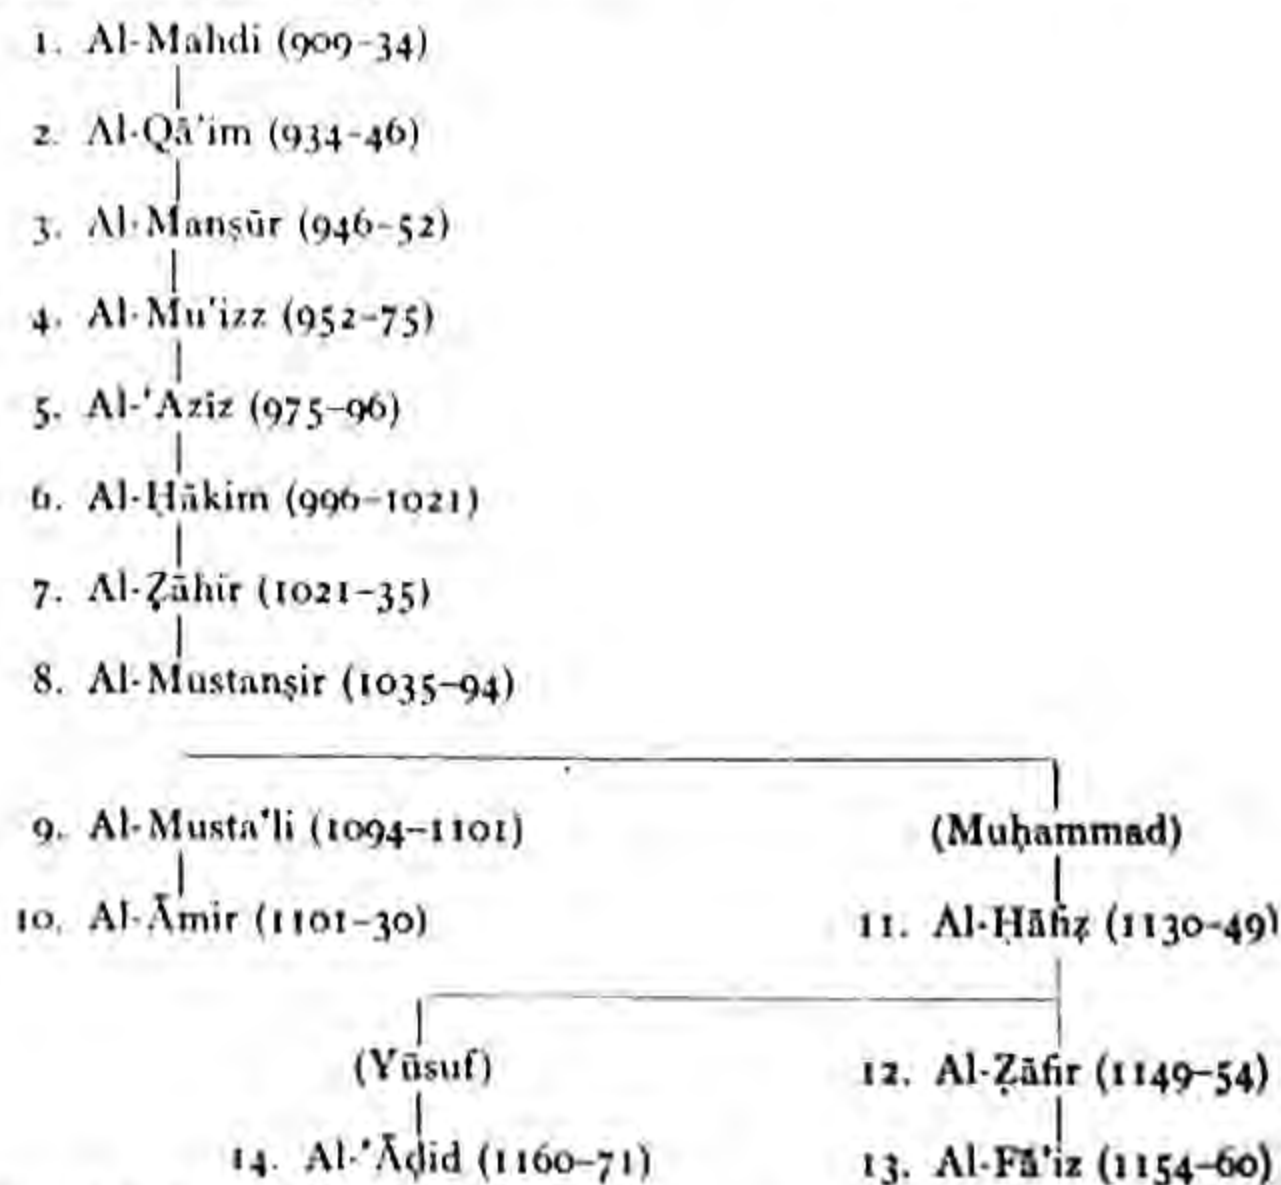 1. Al-Mahdi (909-34)
2. Al-Qā'im (934-46)
3. Al-Manṣūr (946-52)
4. Al-Mu'izz (952-75)
5. Al-'Aziz (975-96)
6. Al-Ḥākim (996-1021)
7. Al-Ẓāhir (1021-35)
8. Al-Mustanṣir (1035-94)
9. Al-Musta'li (1094-1101) (Muḥammad)
10. Al-Āmir (1101-30) 11. Al-Ḥāfiẓ (1130-49)
(Yūsuf) 12. Al-Ẓāfir (1149-54)
14. Al-'Āḍid (1160-71) 13. Al-Fā'iz (1154-60)